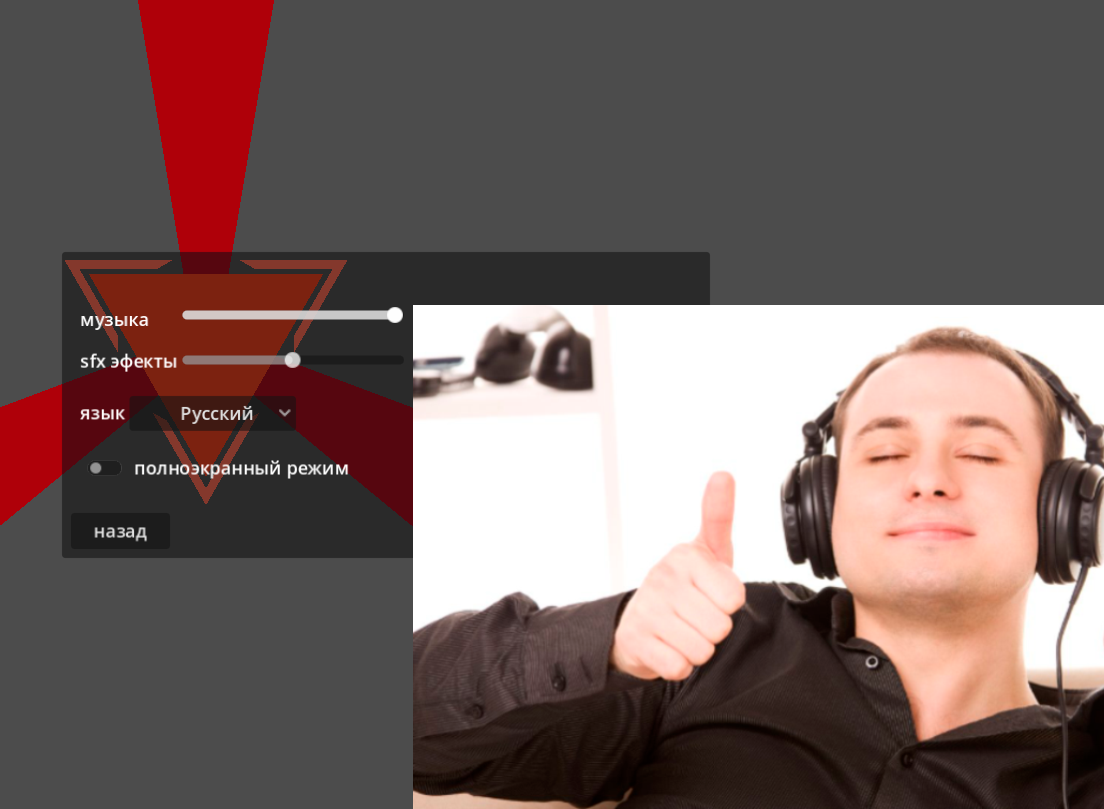 музыка
sfx эфекты
язык Русский
полноэкранный режим
назад